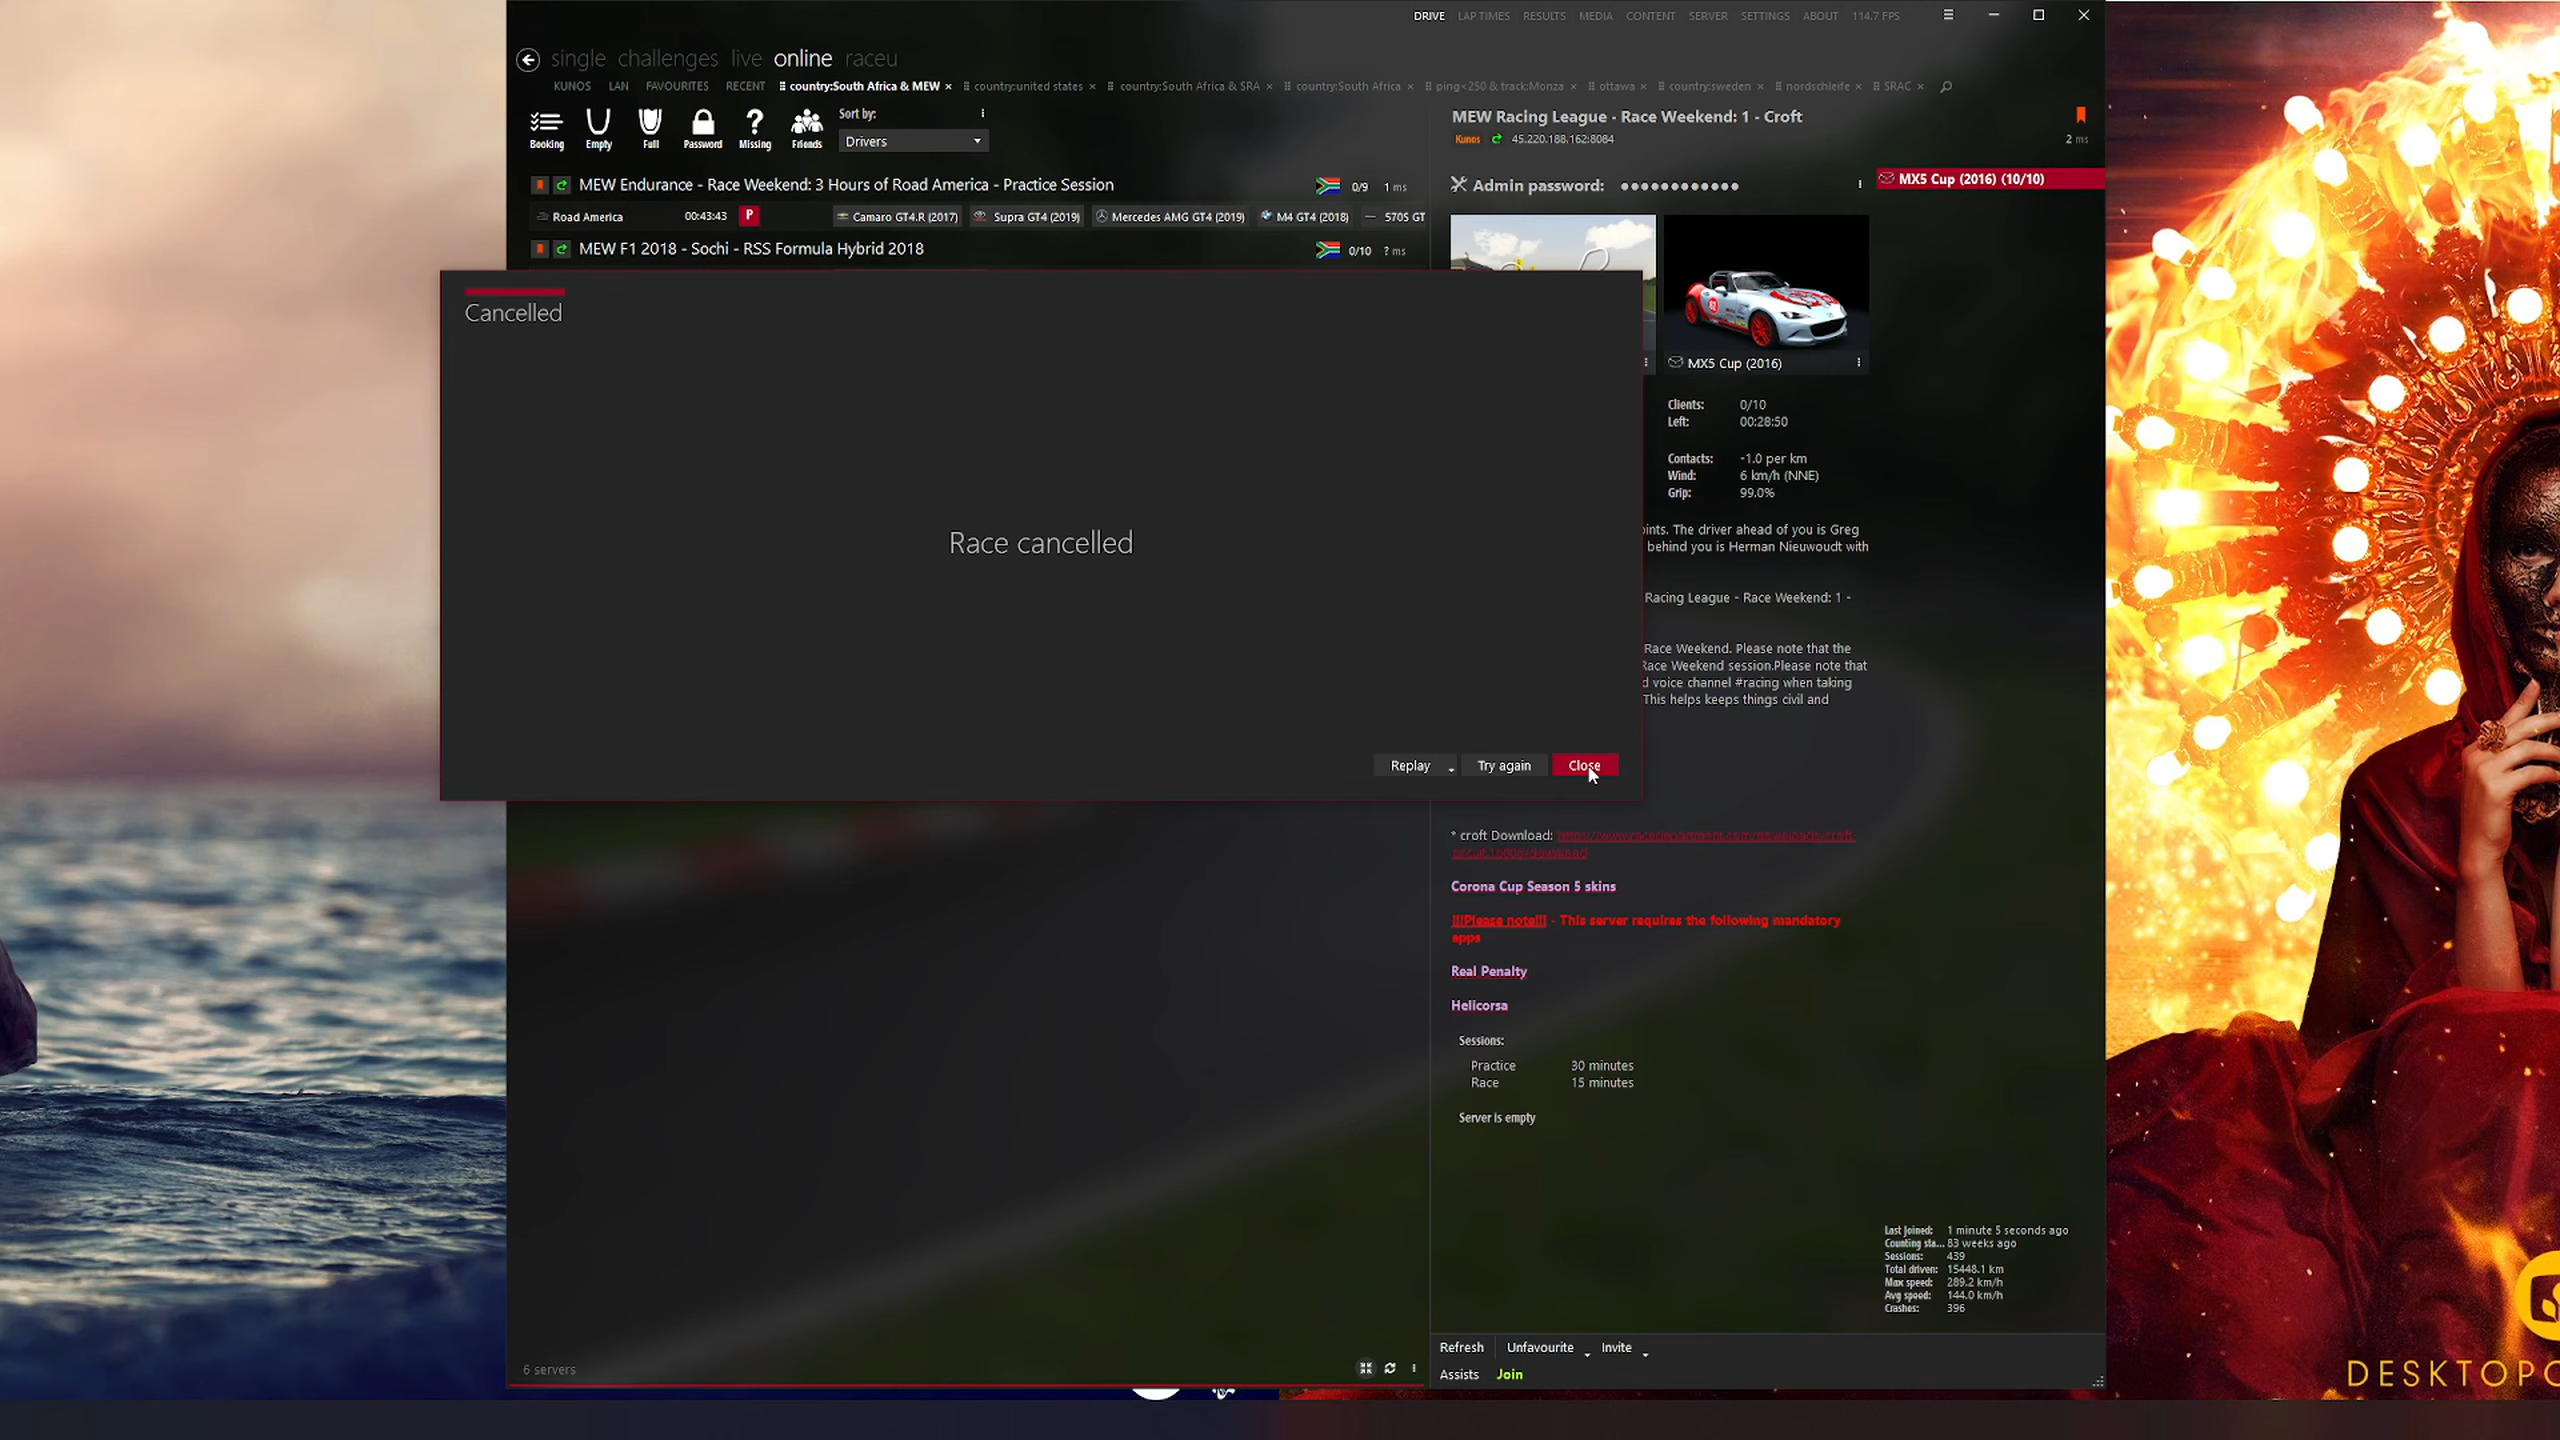 DRIVE LAP TIMES RESULTS MEDIA CONTENT SERVER SETTINGS ABOUT 114.7 FPS
single challenges live online raceu
KUNOS LAN FAVOURITES RECENT country:South Africa & MEW × country:united states × country:South Africa & SRA × country:South Africa × ping<250 & track:Monza × ottawa × country:sweden × nordschleife × SRAC ×
Booking Empty Full Password Missing Friends
Sort by:
Drivers
MEW Endurance - Race Weekend: 3 Hours of Road America - Practice Session 0/9 1 ms
Road America 00:43:43 P Camaro GT4.R (2017) Supra GT4 (2019) Mercedes AMG GT4 (2019) M4 GT4 (2018) 570S GT
MEW F1 2018 - Sochi - RSS Formula Hybrid 2018 0/10 ? ms
Cancelled
Race cancelled
Replay Try again Close
6 servers
MEW Racing League - Race Weekend: 1 - Croft
Kunos 45.220.188.162:8084 2 ms
Admin password: ●●●●●●●●●●●●
MX5 Cup (2016) (10/10)
MX5 Cup (2016)
Clients: 0/10
Left: 00:28:50
Contacts: -1.0 per km
Wind: 6 km/h (NNE)
Grip: 99.0%
ints. The driver ahead of you is Greg
behind you is Herman Nieuwoudt with
Racing League - Race Weekend: 1 -
Race Weekend. Please note that the
Race Weekend session.Please note that
d voice channel #racing when taking
This helps keeps things civil and
* croft Download:
Corona Cup Season 5 skins
!!!Please note!!! - This server requires the following mandatory
apps
Real Penalty
Helicorsa
Sessions:
Practice 30 minutes
Race 15 minutes
Server is empty
Last joined: 1 minute 5 seconds ago
Counting sta... 83 weeks ago
Sessions: 439
Total driven: 15448.1 km
Max speed: 289.2 km/h
Avg speed: 144.0 km/h
Crashes: 396
Refresh Unfavourite Invite
Assists Join
DESKTOP